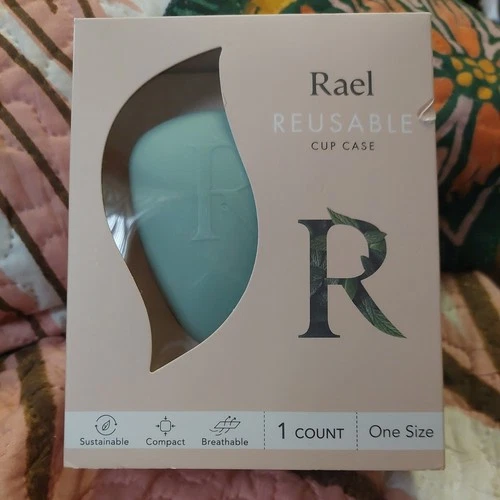 Rael
REUSABLE
CUP CASE
R
R
Sustainable
Compact
Breathable
1 COUNT
One Size